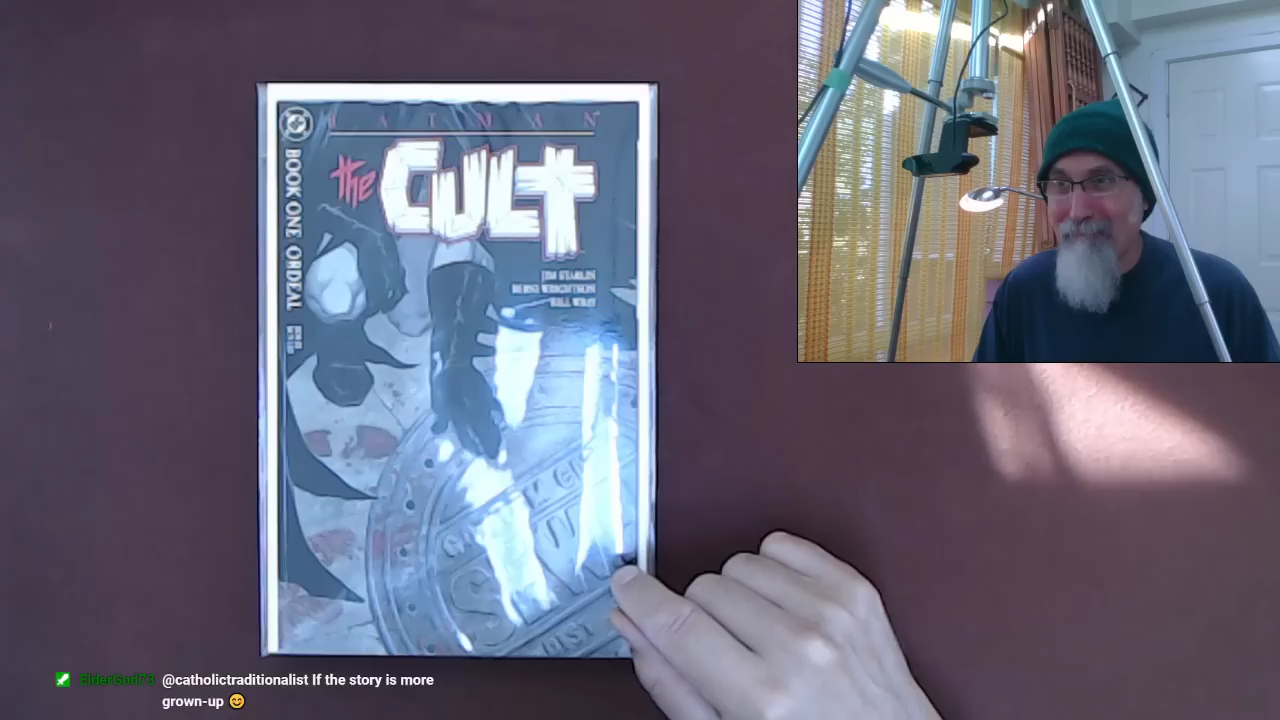 BATMAN
the CULT
BOOK ONE ORDEAL
JIM STARLIN
BERNI WRIGHTSON
BILL WRAY
ElderGod73 @catholictraditionalist If the story is more
grown-up 😊